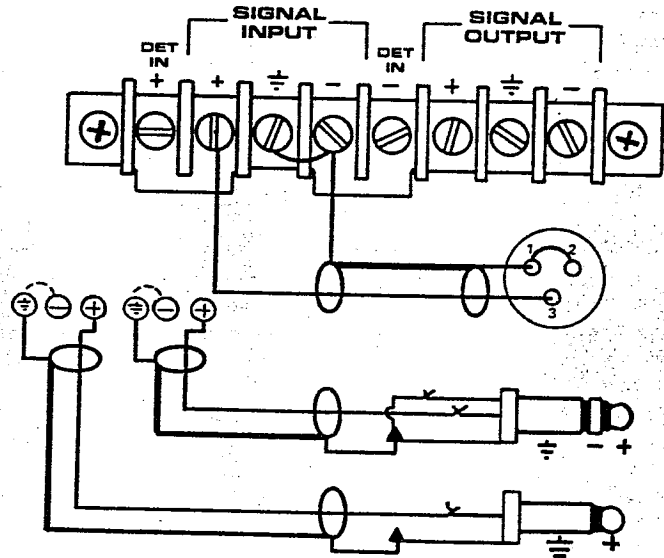 SIGNAL
INPUT
SIGNAL
OUTPUT
DET
IN
DET
IN
+ + ⏚ − − + ⏚ −
1 2
3
⏚ − + ⏚ − +
⏚ − +
⏚ +